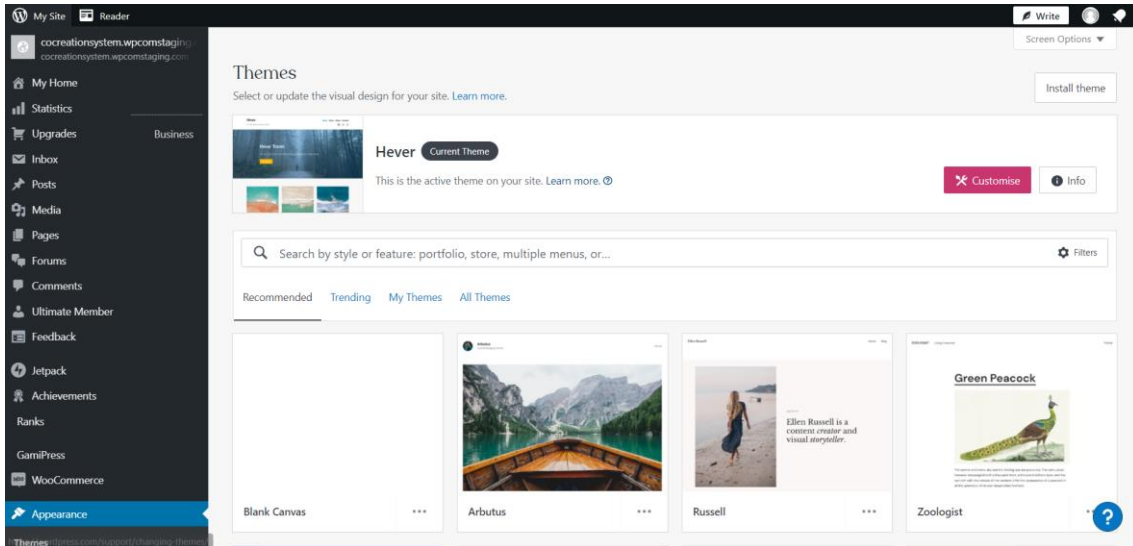 My Site Reader Write
cocreationsystem.wpcomstaging
cocreationsystem.wpcomstaging.com
My Home
Statistics
Upgrades Business
Inbox
Posts
Media
Pages
Forums
Comments
Ultimate Member
Feedback
Jetpack
Achievements
Ranks
GamiPress
WooCommerce
Appearance
Themes
Screen Options
Themes
Select or update the visual design for your site. Learn more.
Install theme
Hever Current Theme
This is the active theme on your site. Learn more.
Customise Info
Search by style or feature: portfolio, store, multiple menus, or...
Filters
Recommended Trending My Themes All Themes
Arbutus
Ellen Russell
Ellen Russell is a
content creator and
visual storyteller.
Green Peacock
Blank Canvas
Arbutus
Russell
Zoologist